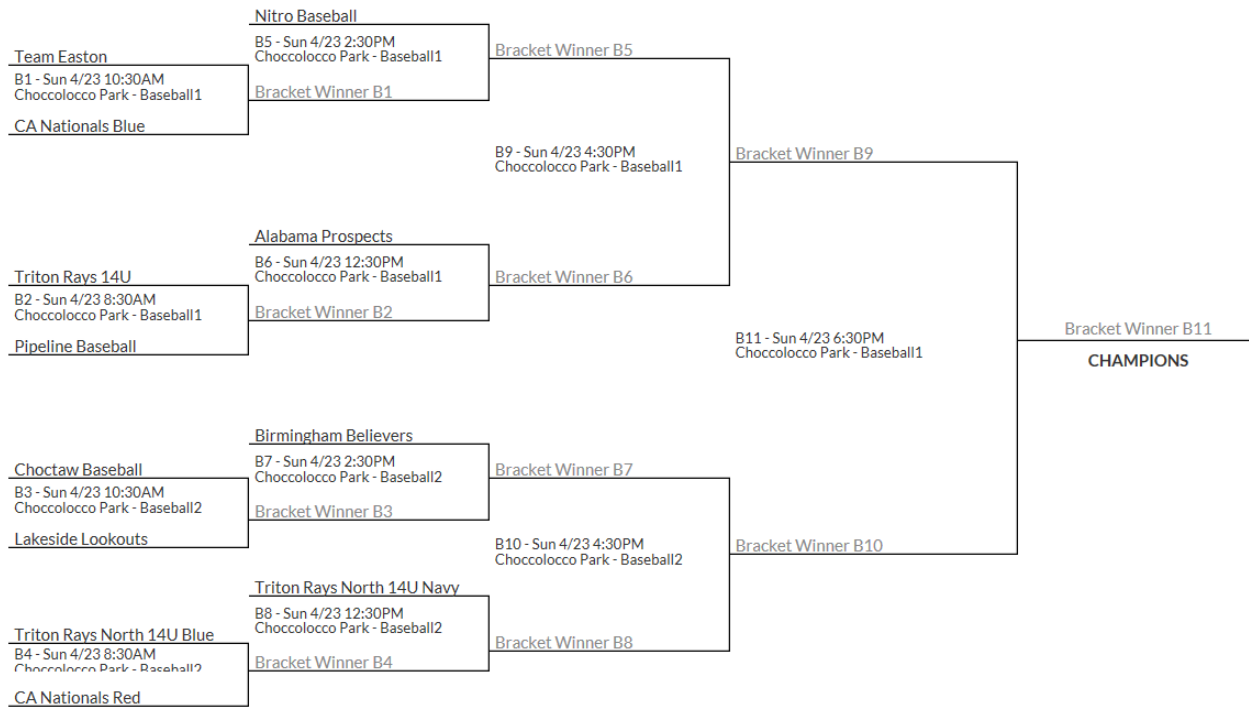 Nitro Baseball
B5 - Sun 4/23 2:30PM
Choccolocco Park - Baseball1
Bracket Winner B5
Team Easton
B1 - Sun 4/23 10:30AM
Choccolocco Park - Baseball1
Bracket Winner B1
CA Nationals Blue
B9 - Sun 4/23 4:30PM
Choccolocco Park - Baseball1
Bracket Winner B9
Alabama Prospects
B6 - Sun 4/23 12:30PM
Choccolocco Park - Baseball1
Bracket Winner B6
Triton Rays 14U
B2 - Sun 4/23 8:30AM
Choccolocco Park - Baseball1
Bracket Winner B2
Pipeline Baseball
B11 - Sun 4/23 6:30PM
Choccolocco Park - Baseball1
Bracket Winner B11
CHAMPIONS
Birmingham Believers
B7 - Sun 4/23 2:30PM
Choccolocco Park - Baseball2
Bracket Winner B7
Choctaw Baseball
B3 - Sun 4/23 10:30AM
Choccolocco Park - Baseball2
Bracket Winner B3
Lakeside Lookouts
B10 - Sun 4/23 4:30PM
Choccolocco Park - Baseball2
Bracket Winner B10
Triton Rays North 14U Navy
B8 - Sun 4/23 12:30PM
Choccolocco Park - Baseball2
Bracket Winner B8
Triton Rays North 14U Blue
B4 - Sun 4/23 8:30AM
Choccolocco Park - Baseball2
Bracket Winner B4
CA Nationals Red